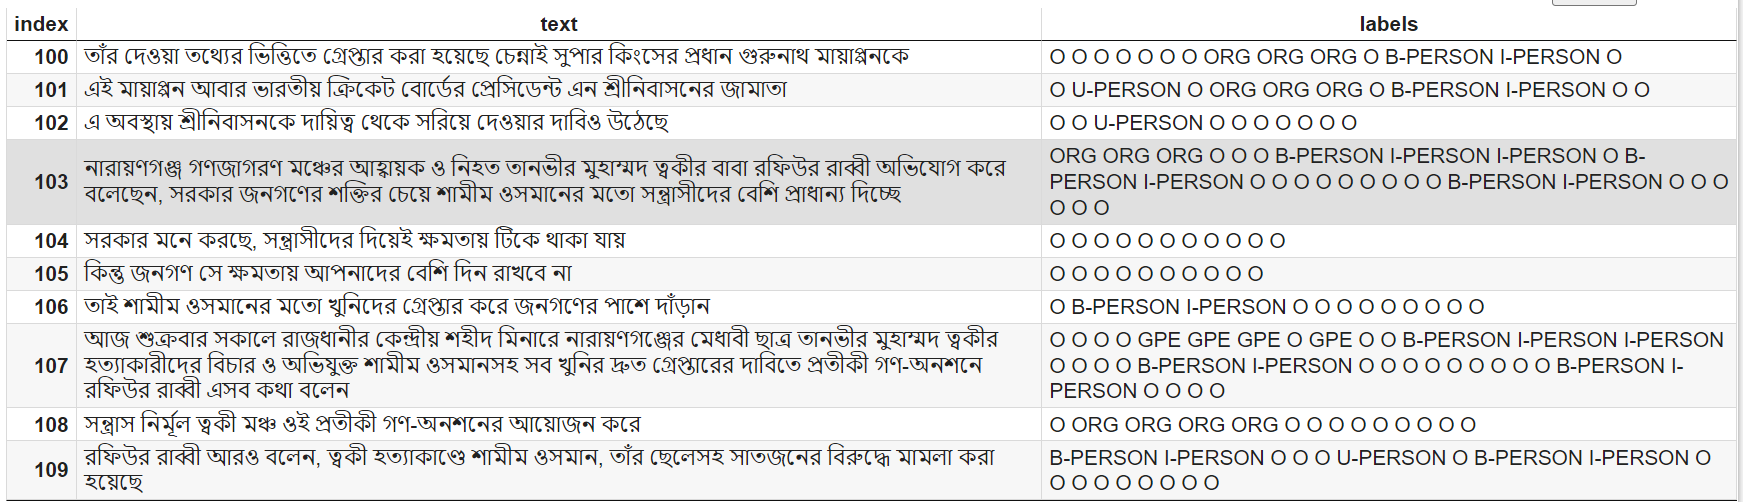 index text labels
100 তাঁর দেওয়া তথ্যের ভিত্তিতে গ্রেপ্তার করা হয়েছে চেন্নাই সুপার কিংসের প্রধান গুরুনাথ মায়াপ্পনকে O O O O O O O ORG ORG ORG O B-PERSON I-PERSON O
101 এই মায়াপ্পন আবার ভারতীয় ক্রিকেট বোর্ডের প্রেসিডেন্ট এন শ্রীনিবাসনের জামাতা O U-PERSON O ORG ORG ORG O B-PERSON I-PERSON O O
102 এ অবস্থায় শ্রীনিবাসনকে দায়িত্ব থেকে সরিয়ে দেওয়ার দাবিও উঠেছে O O U-PERSON O O O O O O O
103 নারায়ণগঞ্জ গণজাগরণ মঞ্চের আহ্বায়ক ও নিহত তানভীর মুহাম্মদ ত্বকীর বাবা রফিউর রাব্বী অভিযোগ করে
বলেছেন, সরকার জনগণের শক্তির চেয়ে শামীম ওসমানের মতো সন্ত্রাসীদের বেশি প্রাধান্য দিচ্ছে
ORG ORG ORG O O O B-PERSON I-PERSON I-PERSON O B-
PERSON I-PERSON O O O O O O O O O B-PERSON I-PERSON O O O
O O O
104 সরকার মনে করছে, সন্ত্রাসীদের দিয়েই ক্ষমতায় টিকে থাকা যায় O O O O O O O O O O O
105 কিন্তু জনগণ সে ক্ষমতায় আপনাদের বেশি দিন রাখবে না O O O O O O O O O O
106 তাই শামীম ওসমানের মতো খুনিদের গ্রেপ্তার করে জনগণের পাশে দাঁড়ান O B-PERSON I-PERSON O O O O O O O O O
107 আজ শুক্রবার সকালে রাজধানীর কেন্দ্রীয় শহীদ মিনারে নারায়ণগঞ্জের মেধাবী ছাত্র তানভীর মুহাম্মদ ত্বকীর
হত্যাকারীদের বিচার ও অভিযুক্ত শামীম ওসমানসহ সব খুনির দ্রুত গ্রেপ্তারের দাবিতে প্রতীকী গণ-অনশনে
রফিউর রাব্বী এসব কথা বলেন
O O O O GPE GPE GPE O GPE O O B-PERSON I-PERSON I-PERSON
O O O O B-PERSON I-PERSON O O O O O O O O O B-PERSON I-
PERSON O O O O
108 সন্ত্রাস নির্মূল ত্বকী মঞ্চ ওই প্রতীকী গণ-অনশনের আয়োজন করে O ORG ORG ORG ORG O O O O O O O O O
109 রফিউর রাব্বী আরও বলেন, ত্বকী হত্যাকাণ্ডে শামীম ওসমান, তাঁর ছেলেসহ সাতজনের বিরুদ্ধে মামলা করা
হয়েছে
B-PERSON I-PERSON O O O U-PERSON O B-PERSON I-PERSON O
O O O O O O O O